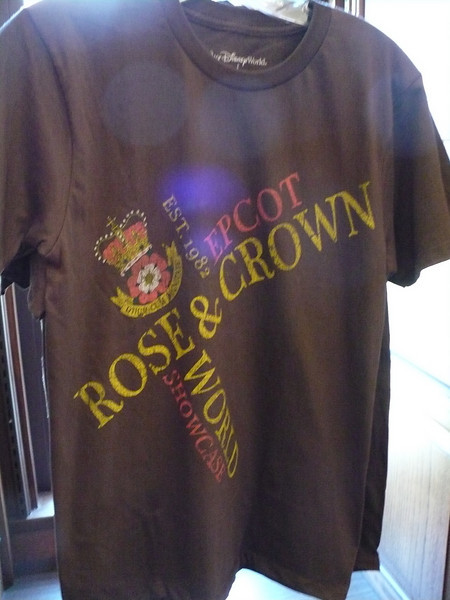 Walt Disney World
EST. 1982
EPCOT
ROSE & CROWN
WORLD
SHOWCASE